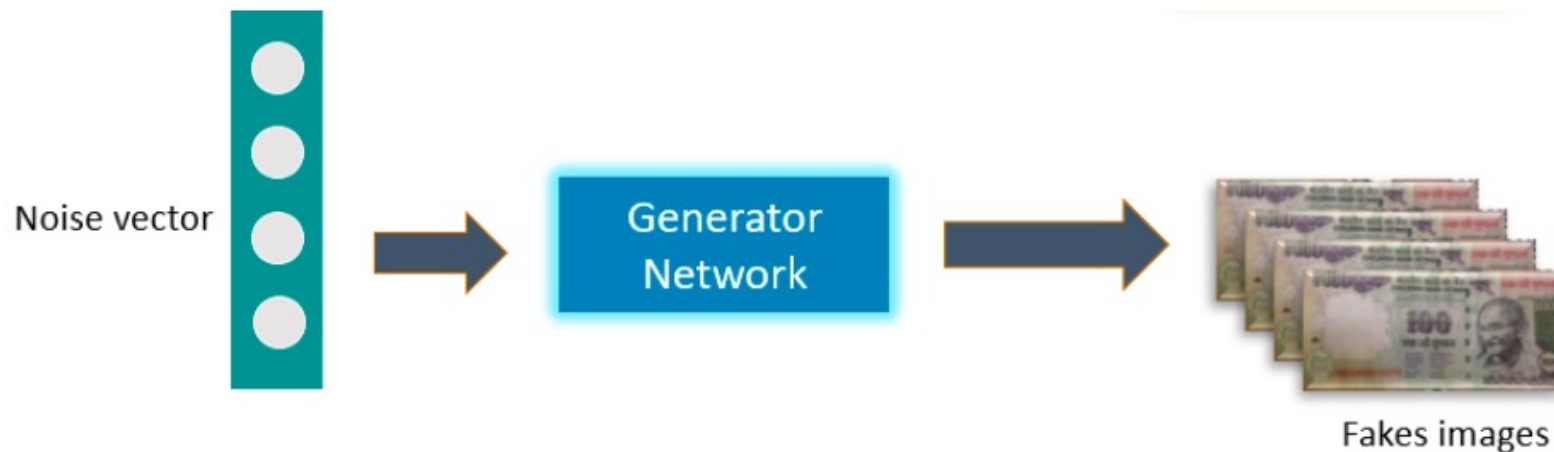 Noise vector
Generator
Network
100
Fakes images